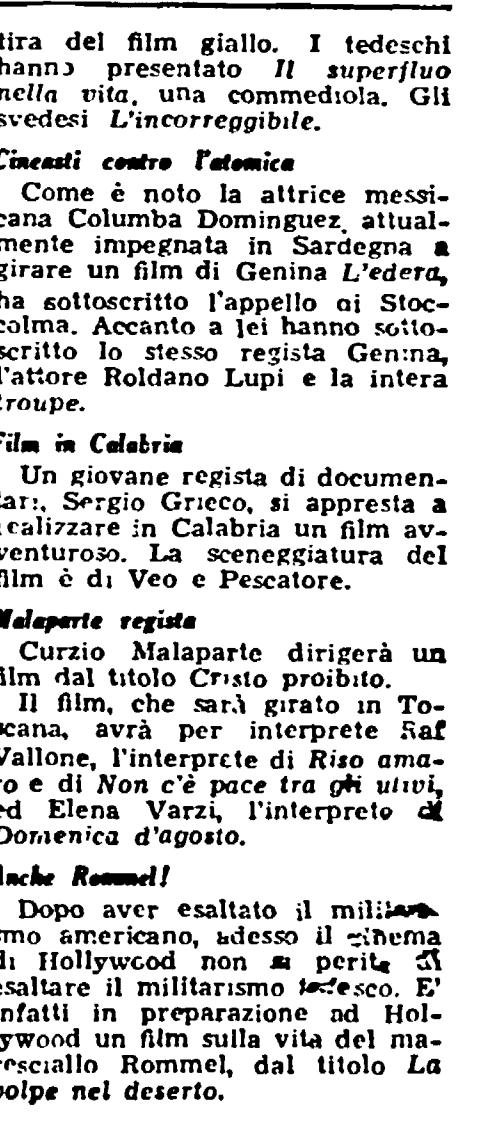 tira del film giallo. I tedeschi
hanno presentato Il superfluo
nella vita, una commediola. Gli
svedesi L'incorreggibile.
Cineasti contro l'atomica
Come è noto la attrice messi-
cana Columba Dominguez, attual-
mente impegnata in Sardegna a
girare un film di Genina L'edera,
ha sottoscritto l'appello di Stoc-
colma. Accanto a lei hanno sotto-
scritto lo stesso regista Genina,
l'attore Roldano Lupi e la intera
troupe.
Film in Calabria
Un giovane regista di documen-
tari, Sergio Grieco, si appresta a
realizzare in Calabria un film av-
venturoso. La sceneggiatura del
film è di Veo e Pescatore.
Malaparte regista
Curzio Malaparte dirigerà un
film dal titolo Cristo proibito.
Il film, che sarà girato in To-
scana, avrà per interprete Raf
Vallone, l'interprete di Riso ama-
ro e di Non c'è pace tra gli ulivi,
ed Elena Varzi, l'interprete di
Domenica d'agosto.
Anche Rommel!
Dopo aver esaltato il militari-
smo americano, adesso il cinema
di Hollywood non si perita di
esaltare il militarismo tedesco. E'
infatti in preparazione ad Hol-
lywood un film sulla vita del ma-
resciallo Rommel, dal titolo La
volpe nel deserto.